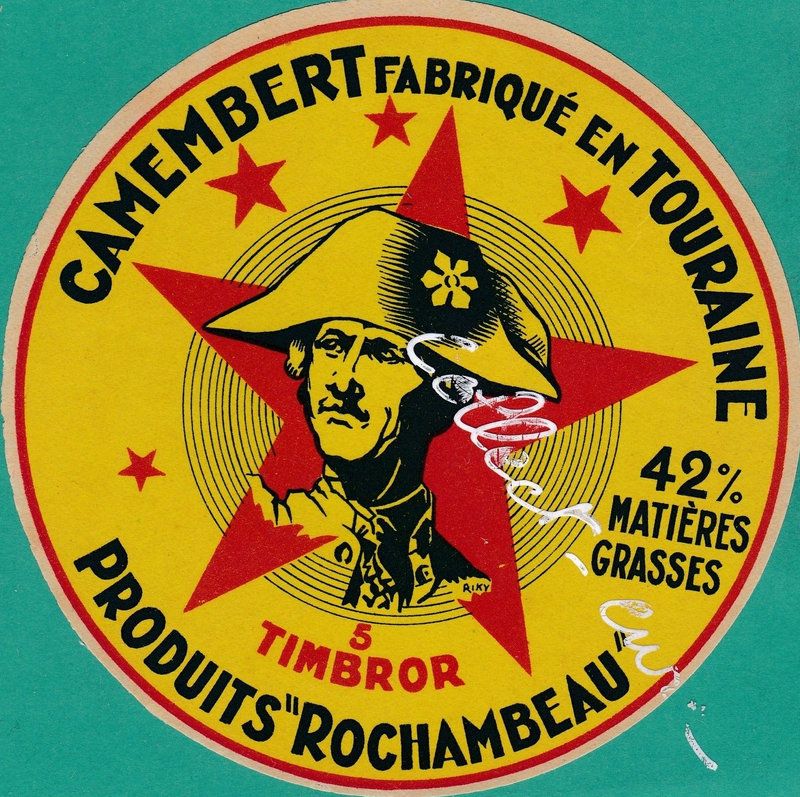 CAMEMBERT FABRIQUÉ EN TOURAINE
42%
MATIÈRES
GRASSES
RIKY
5
TIMBROR
PRODUITS "ROCHAMBEAU"